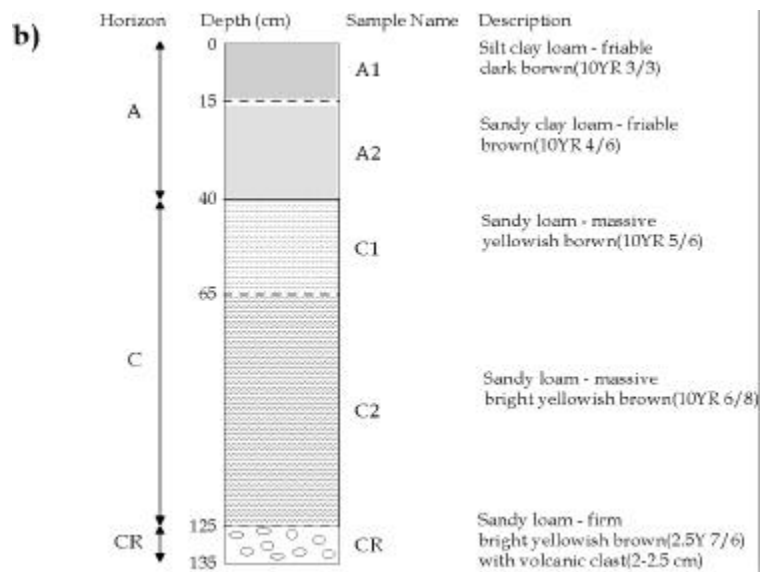 b)
Horizon Depth (cm) Sample Name Description
0
A1
Silt clay loam - friable
dark borwn(10YR 3/3)
15
A
A2
Sandy clay loam - friable
brown(10YR 4/6)
40
C1
Sandy loam - massive
yellowish borwn(10YR 5/6)
65
C
C2
Sandy loam - massive
bright yellowish brown(10YR 6/8)
125
CR
CR
Sandy loam - firm
bright yellowish brown(2.5Y 7/6)
with volcanic clast(2-2.5 cm)
135